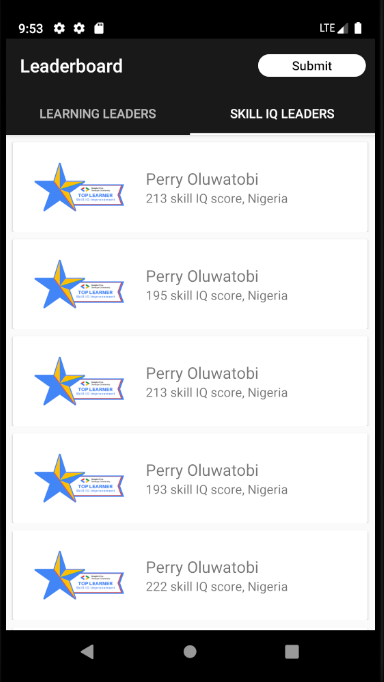 9:53
LTE
Leaderboard
Submit
LEARNING LEADERS
SKILL IQ LEADERS
TOP LEARNER
Perry Oluwatobi
213 skill IQ score, Nigeria
TOP LEARNER
Perry Oluwatobi
195 skill IQ score, Nigeria
TOP LEARNER
Perry Oluwatobi
213 skill IQ score, Nigeria
TOP LEARNER
Perry Oluwatobi
193 skill IQ score, Nigeria
TOP LEARNER
Perry Oluwatobi
222 skill IQ score, Nigeria